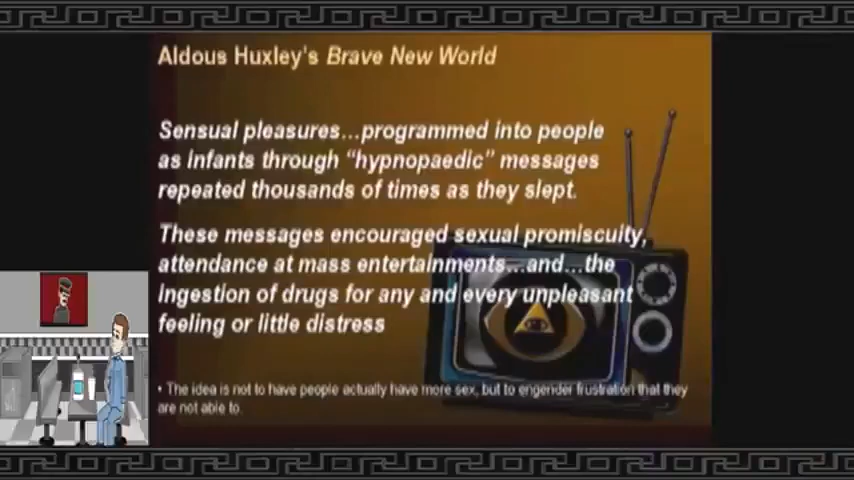 Aldous Huxley's Brave New World
Sensual pleasures...programmed into people
as infants through "hypnopaedic" messages
repeated thousands of times as they slept.
These messages encouraged sexual promiscuity,
attendance at mass entertainments...and...the
ingestion of drugs for any and every unpleasant
feeling or little distress
• The idea is not to have people actually have more sex, but to engender frustration that they
are not able to.